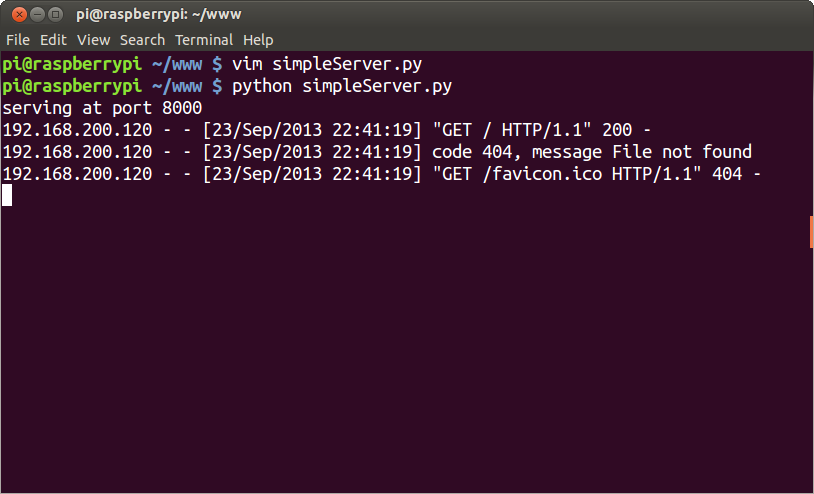 pi@raspberrypi: ~/www
File Edit View Search Terminal Help
pi@raspberrypi ~/www $ vim simpleServer.py
pi@raspberrypi ~/www $ python simpleServer.py
serving at port 8000
192.168.200.120 - - [23/Sep/2013 22:41:19] "GET / HTTP/1.1" 200 -
192.168.200.120 - - [23/Sep/2013 22:41:19] code 404, message File not found
192.168.200.120 - - [23/Sep/2013 22:41:19] "GET /favicon.ico HTTP/1.1" 404 -